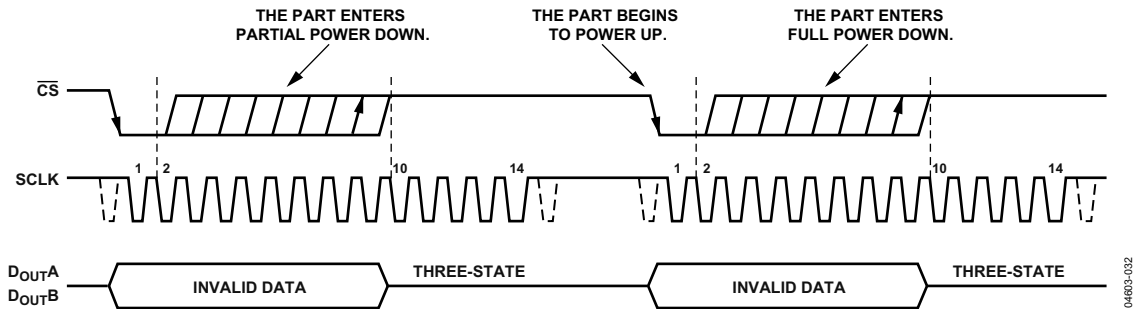 THE PART ENTERS
PARTIAL POWER DOWN.
THE PART BEGINS
TO POWER UP.
THE PART ENTERS
FULL POWER DOWN.
CS
SCLK
1 2 10 14 1 2 10 14
DOUTA
DOUTB
INVALID DATA THREE-STATE INVALID DATA THREE-STATE
04603-032